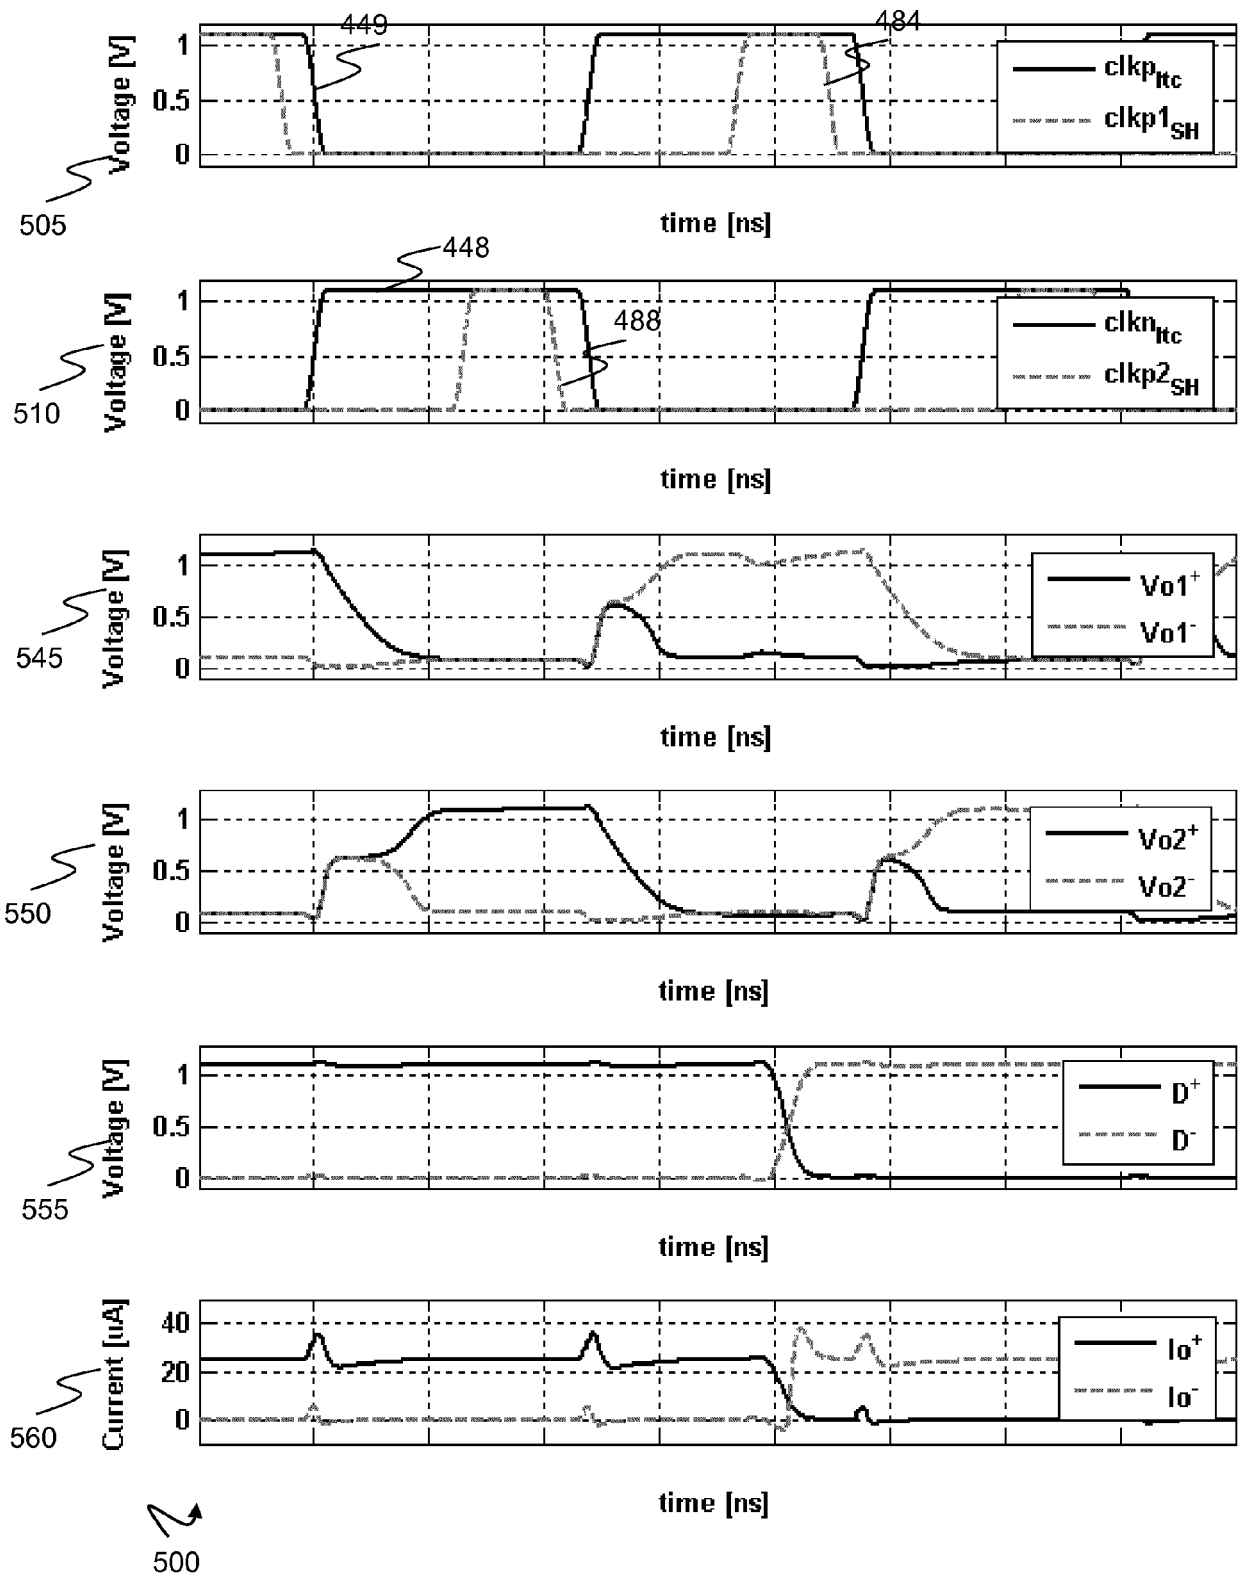 449
484
1
0.5
0
Voltage [V]
clkp_ltc
clkp1_SH
505
time [ns]
448
488
1
0.5
0
Voltage [V]
clkn_ltc
clkp2_SH
510
time [ns]
1
0.5
0
Voltage [V]
Vo1+
Vo1-
545
time [ns]
1
0.5
0
Voltage [V]
Vo2+
Vo2-
550
time [ns]
1
0.5
0
Voltage [V]
D+
D-
555
time [ns]
40
20
0
Current [uA]
Io+
Io-
560
time [ns]
500